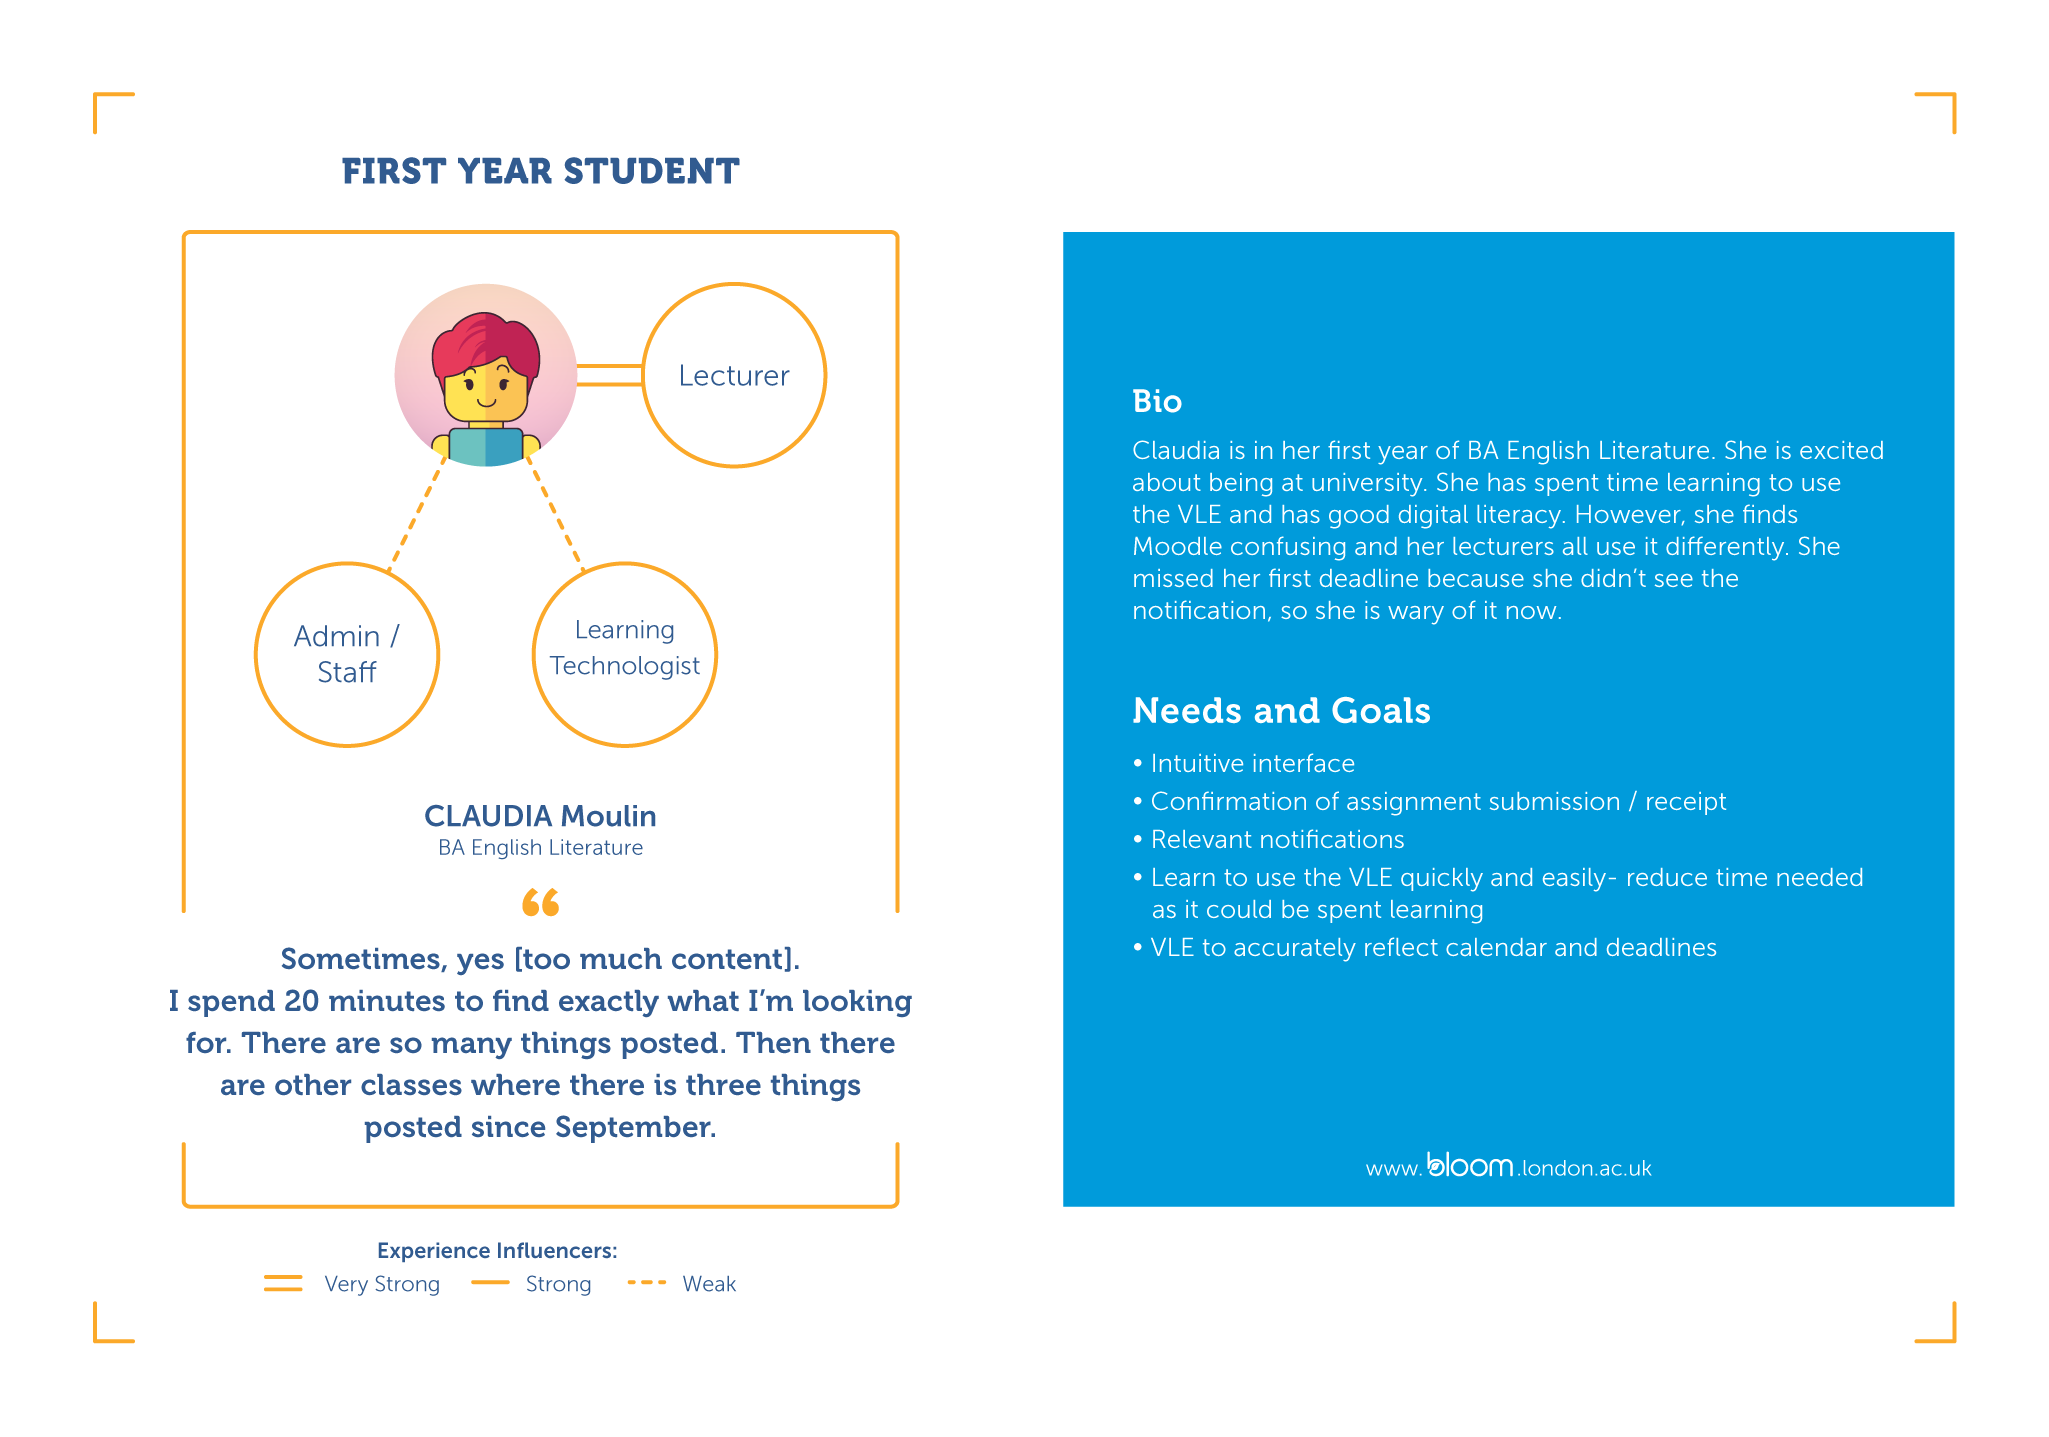 FIRST YEAR STUDENT
Lecturer
Admin /
Staff
Learning
Technologist
CLAUDIA Moulin
BA English Literature
“
Sometimes, yes [too much content].
I spend 20 minutes to find exactly what I’m looking
for. There are so many things posted. Then there
are other classes where there is three things
posted since September.
Experience Influencers:
Very Strong Strong Weak
Bio
Claudia is in her first year of BA English Literature. She is excited
about being at university. She has spent time learning to use
the VLE and has good digital literacy. However, she finds
Moodle confusing and her lecturers all use it differently. She
missed her first deadline because she didn’t see the
notification, so she is wary of it now.
Needs and Goals
• Intuitive interface
• Confirmation of assignment submission / receipt
• Relevant notifications
• Learn to use the VLE quickly and easily- reduce time needed
as it could be spent learning
• VLE to accurately reflect calendar and deadlines
www.bloom.london.ac.uk